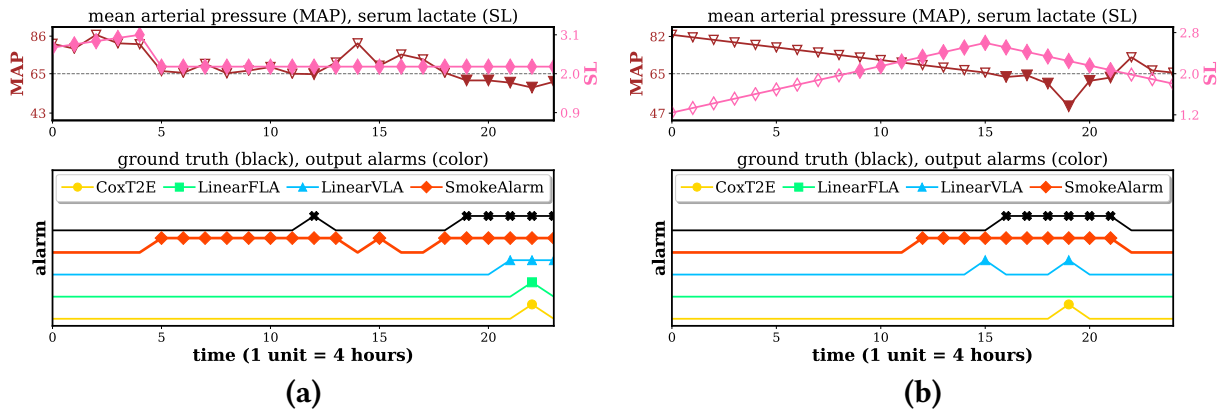 mean arterial pressure (MAP), serum lactate (SL)
86
65
43
MAP
3.1
2.0
0.9
SL
0 5 10 15 20
ground truth (black), output alarms (color)
CoxT2E LinearFLA LinearVLA SmokeAlarm
alarm
0 5 10 15 20
time (1 unit = 4 hours)
(a)
mean arterial pressure (MAP), serum lactate (SL)
82
65
47
MAP
2.8
2.0
1.2
SL
0 5 10 15 20
ground truth (black), output alarms (color)
CoxT2E LinearFLA LinearVLA SmokeAlarm
alarm
0 5 10 15 20
time (1 unit = 4 hours)
(b)